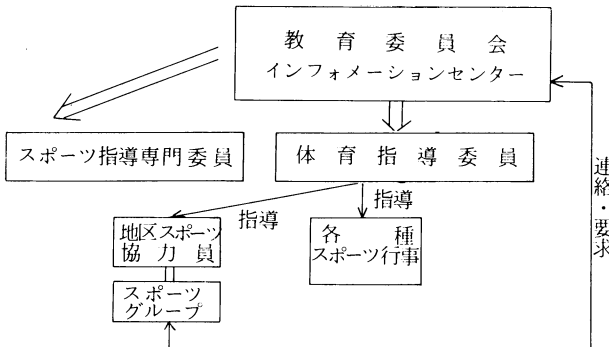 教育委員会
インフォメーションセンター
スポーツ指導専門委員
体育指導委員
指導
指導
地区スポーツ
協力員
各種
スポーツ行事
スポーツ
グループ
連絡・要求